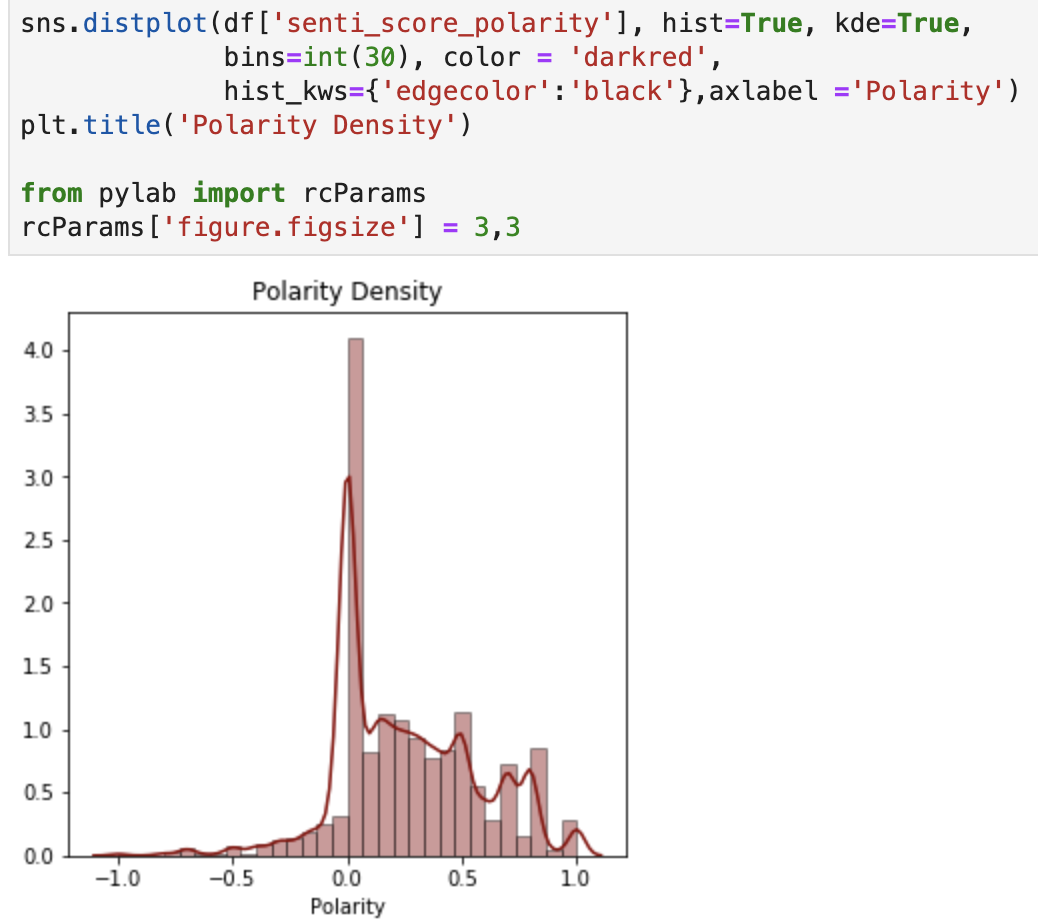 sns.distplot(df['senti_score_polarity'], hist=True, kde=True,
bins=int(30), color = 'darkred',
hist_kws={'edgecolor':'black'},axlabel ='Polarity')
plt.title('Polarity Density')
from pylab import rcParams
rcParams['figure.figsize'] = 3,3
Polarity Density
4.0
3.5
3.0
2.5
2.0
1.5
1.0
0.5
0.0
−1.0 −0.5 0.0 0.5 1.0
Polarity